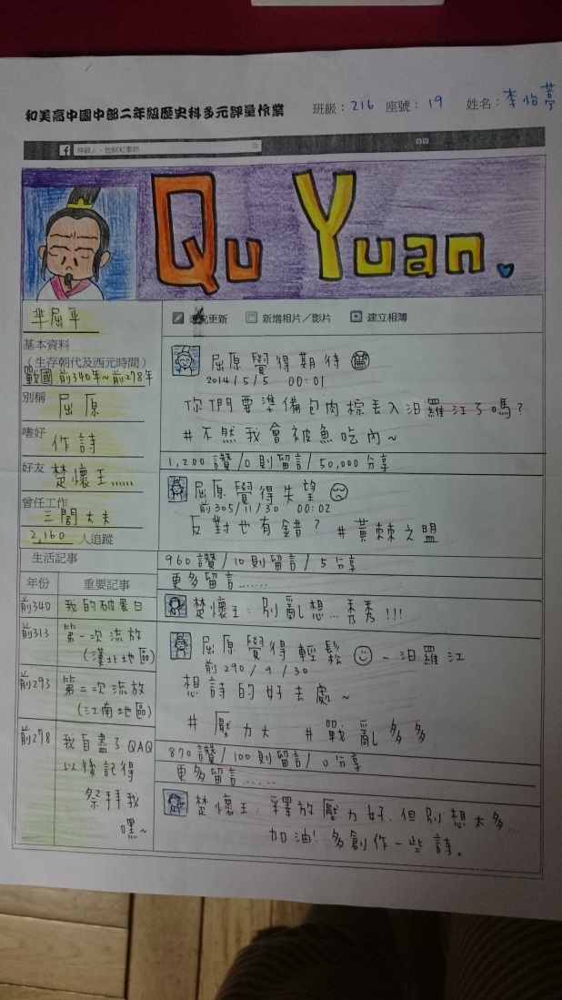 和美高中國中部二年級歷史科多元評量作業
班級：216 座號：19 姓名：李怡葶
f 搜尋人、地點和事物
Qu Yuan
羋屈平
基本資料
（生存朝代及西元時間）
戰國.前340年~前278年
別稱
屈原
嗜好
作詩
好友 楚懷王......
曾任工作
三閭大夫
2,160 人追蹤
生活記事
年份 重要記事
前340 我的破蛋日
前313 第一次流放
(漢北地區)
前293 第二次流放
(江南地區)
前278 我自盡了QAQ
以後記得
祭拜我
嘿~
近況更新 新增相片／影片 建立相簿
屈原覺得期待
2014/5/5 00:01
你們要準備包肉粽丟入汨羅江了嗎?
#不然我會被魚吃肉~
1,200讚/0則留言/50,000分享
屈原覺得失望
前305/11/30 00:02
反對也有錯? #黃棘之盟
960讚/10則留言/5分享
更多留言.......
楚懷王:別亂想...秀秀!!!
屈原覺得輕鬆 - 汨羅江
前290/9/30
想詩的好去處~
#壓力大 #戰亂多多
870讚/100則留言/0分享
更多留言......
楚懷王:釋放壓力好.但別想太多...
加油!多創作一些詩。